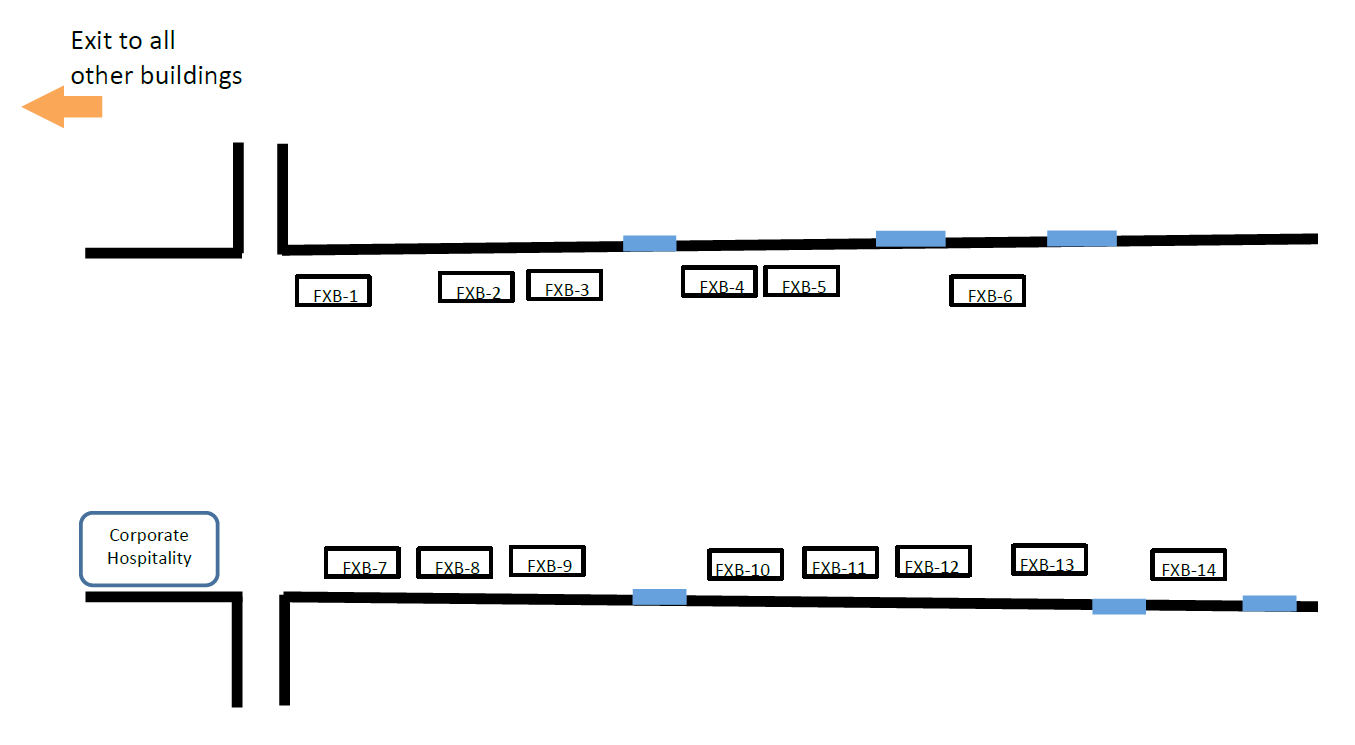 Exit to all
other buildings
FXB-1
FXB-2
FXB-3
FXB-4
FXB-5
FXB-6
Corporate
Hospitality
FXB-7
FXB-8
FXB-9
FXB-10
FXB-11
FXB-12
FXB-13
FXB-14